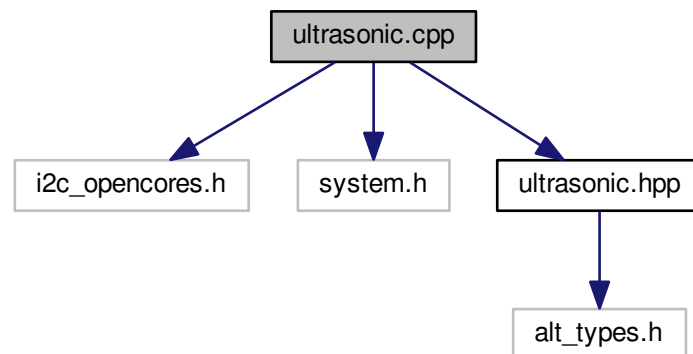 ultrasonic.cpp
i2c_opencores.h
system.h
ultrasonic.hpp
alt_types.h